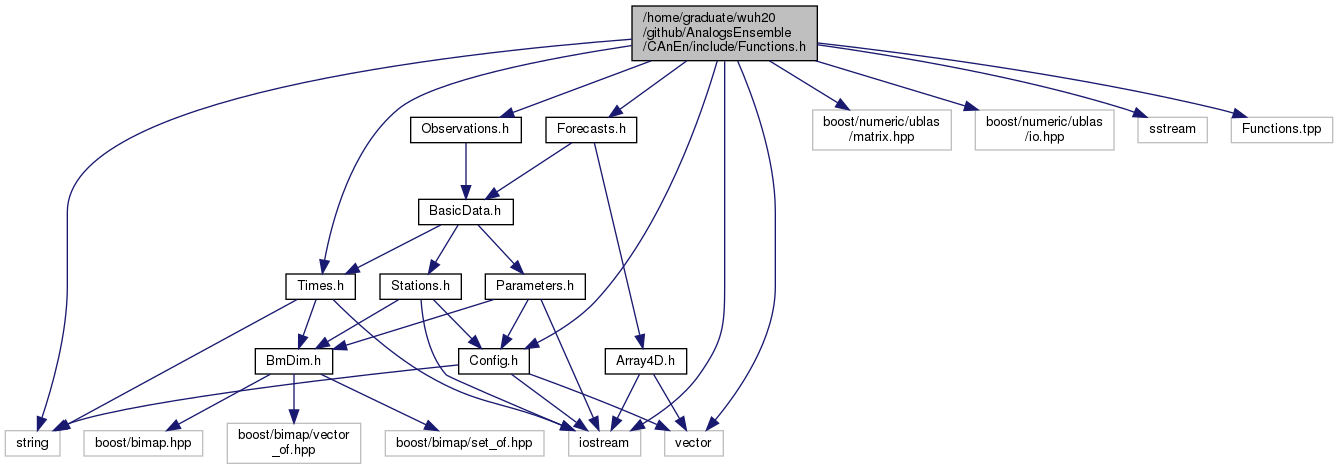 /home/graduate/wuh20
/github/AnalogsEnsemble
/CAnEn/include/Functions.h
Observations.h
Forecasts.h
boost/numeric/ublas
/matrix.hpp
boost/numeric/ublas
/io.hpp
sstream
Functions.tpp
BasicData.h
Times.h
Stations.h
Parameters.h
BmDim.h
Config.h
Array4D.h
string
boost/bimap.hpp
boost/bimap/vector
_of.hpp
boost/bimap/set_of.hpp
iostream
vector